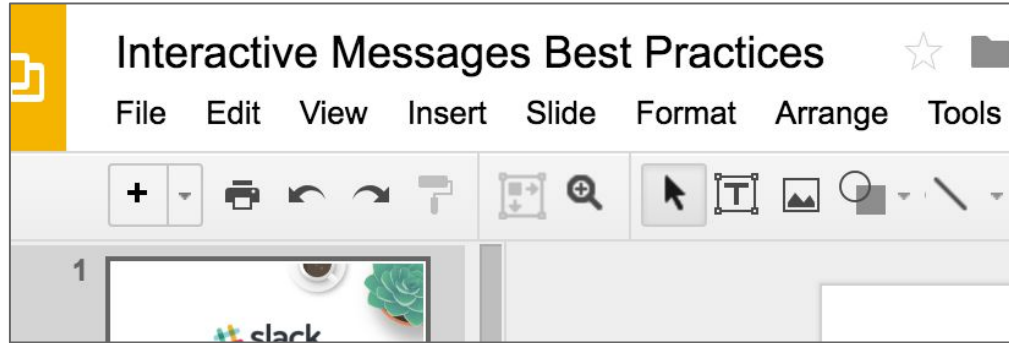 Interactive Messages Best Practices
File Edit View Insert Slide Format Arrange Tools
T
1
slack